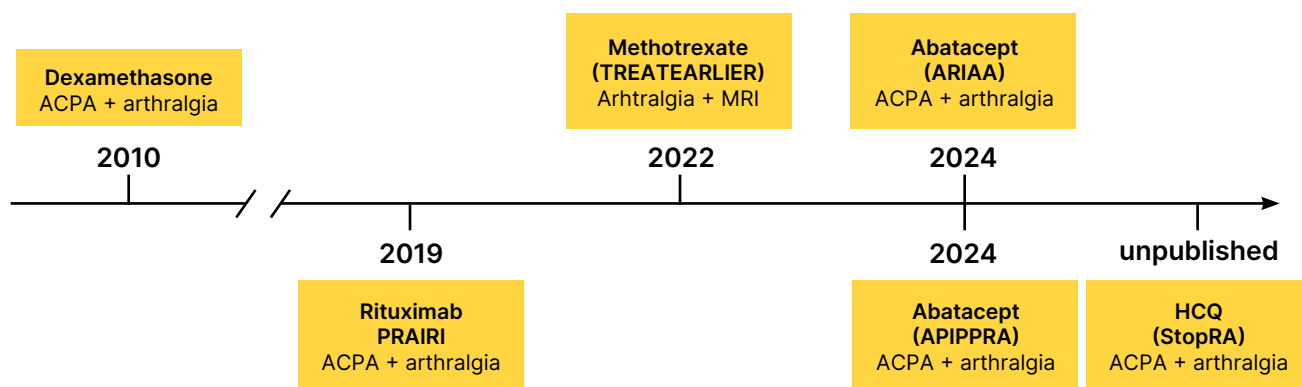 Dexamethasone
ACPA + arthralgia
2010
Methotrexate
(TREATEARLIER)
Arhtralgia + MRI
2022
Abatacept
(ARIAA)
ACPA + arthralgia
2024
2019
Rituximab
PRAIRI
ACPA + arthralgia
2024
Abatacept
(APIPPRA)
ACPA + arthralgia
unpublished
HCQ
(StopRA)
ACPA + arthralgia